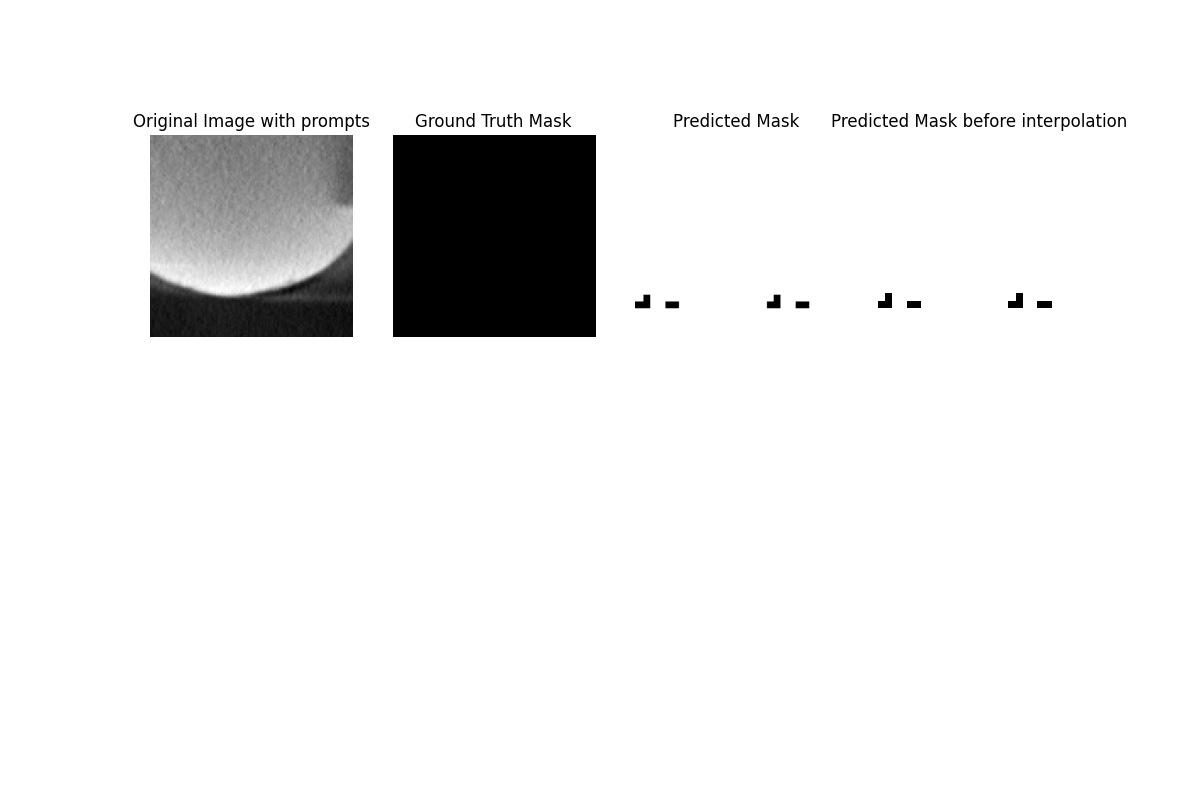 Original Image with prompts
Ground Truth Mask
Predicted Mask
Predicted Mask before interpolation